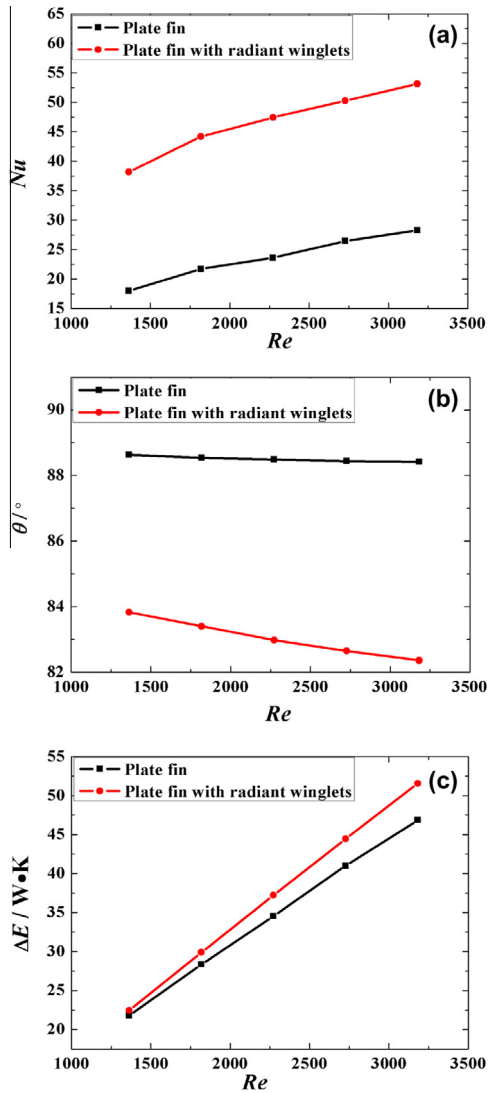 Plate fin
Plate fin with radiant winglets
(a)
55
50
45
40
35
30
25
20
15
Nu
1000 1500 2000 2500 3000 3500
Re
Plate fin
Plate fin with radiant winglets
(b)
90
88
86
84
82
θ / °
1000 1500 2000 2500 3000 3500
Re
Plate fin
Plate fin with radiant winglets
(c)
55
50
45
40
35
30
25
20
ΔE / W•K
1000 1500 2000 2500 3000 3500
Re